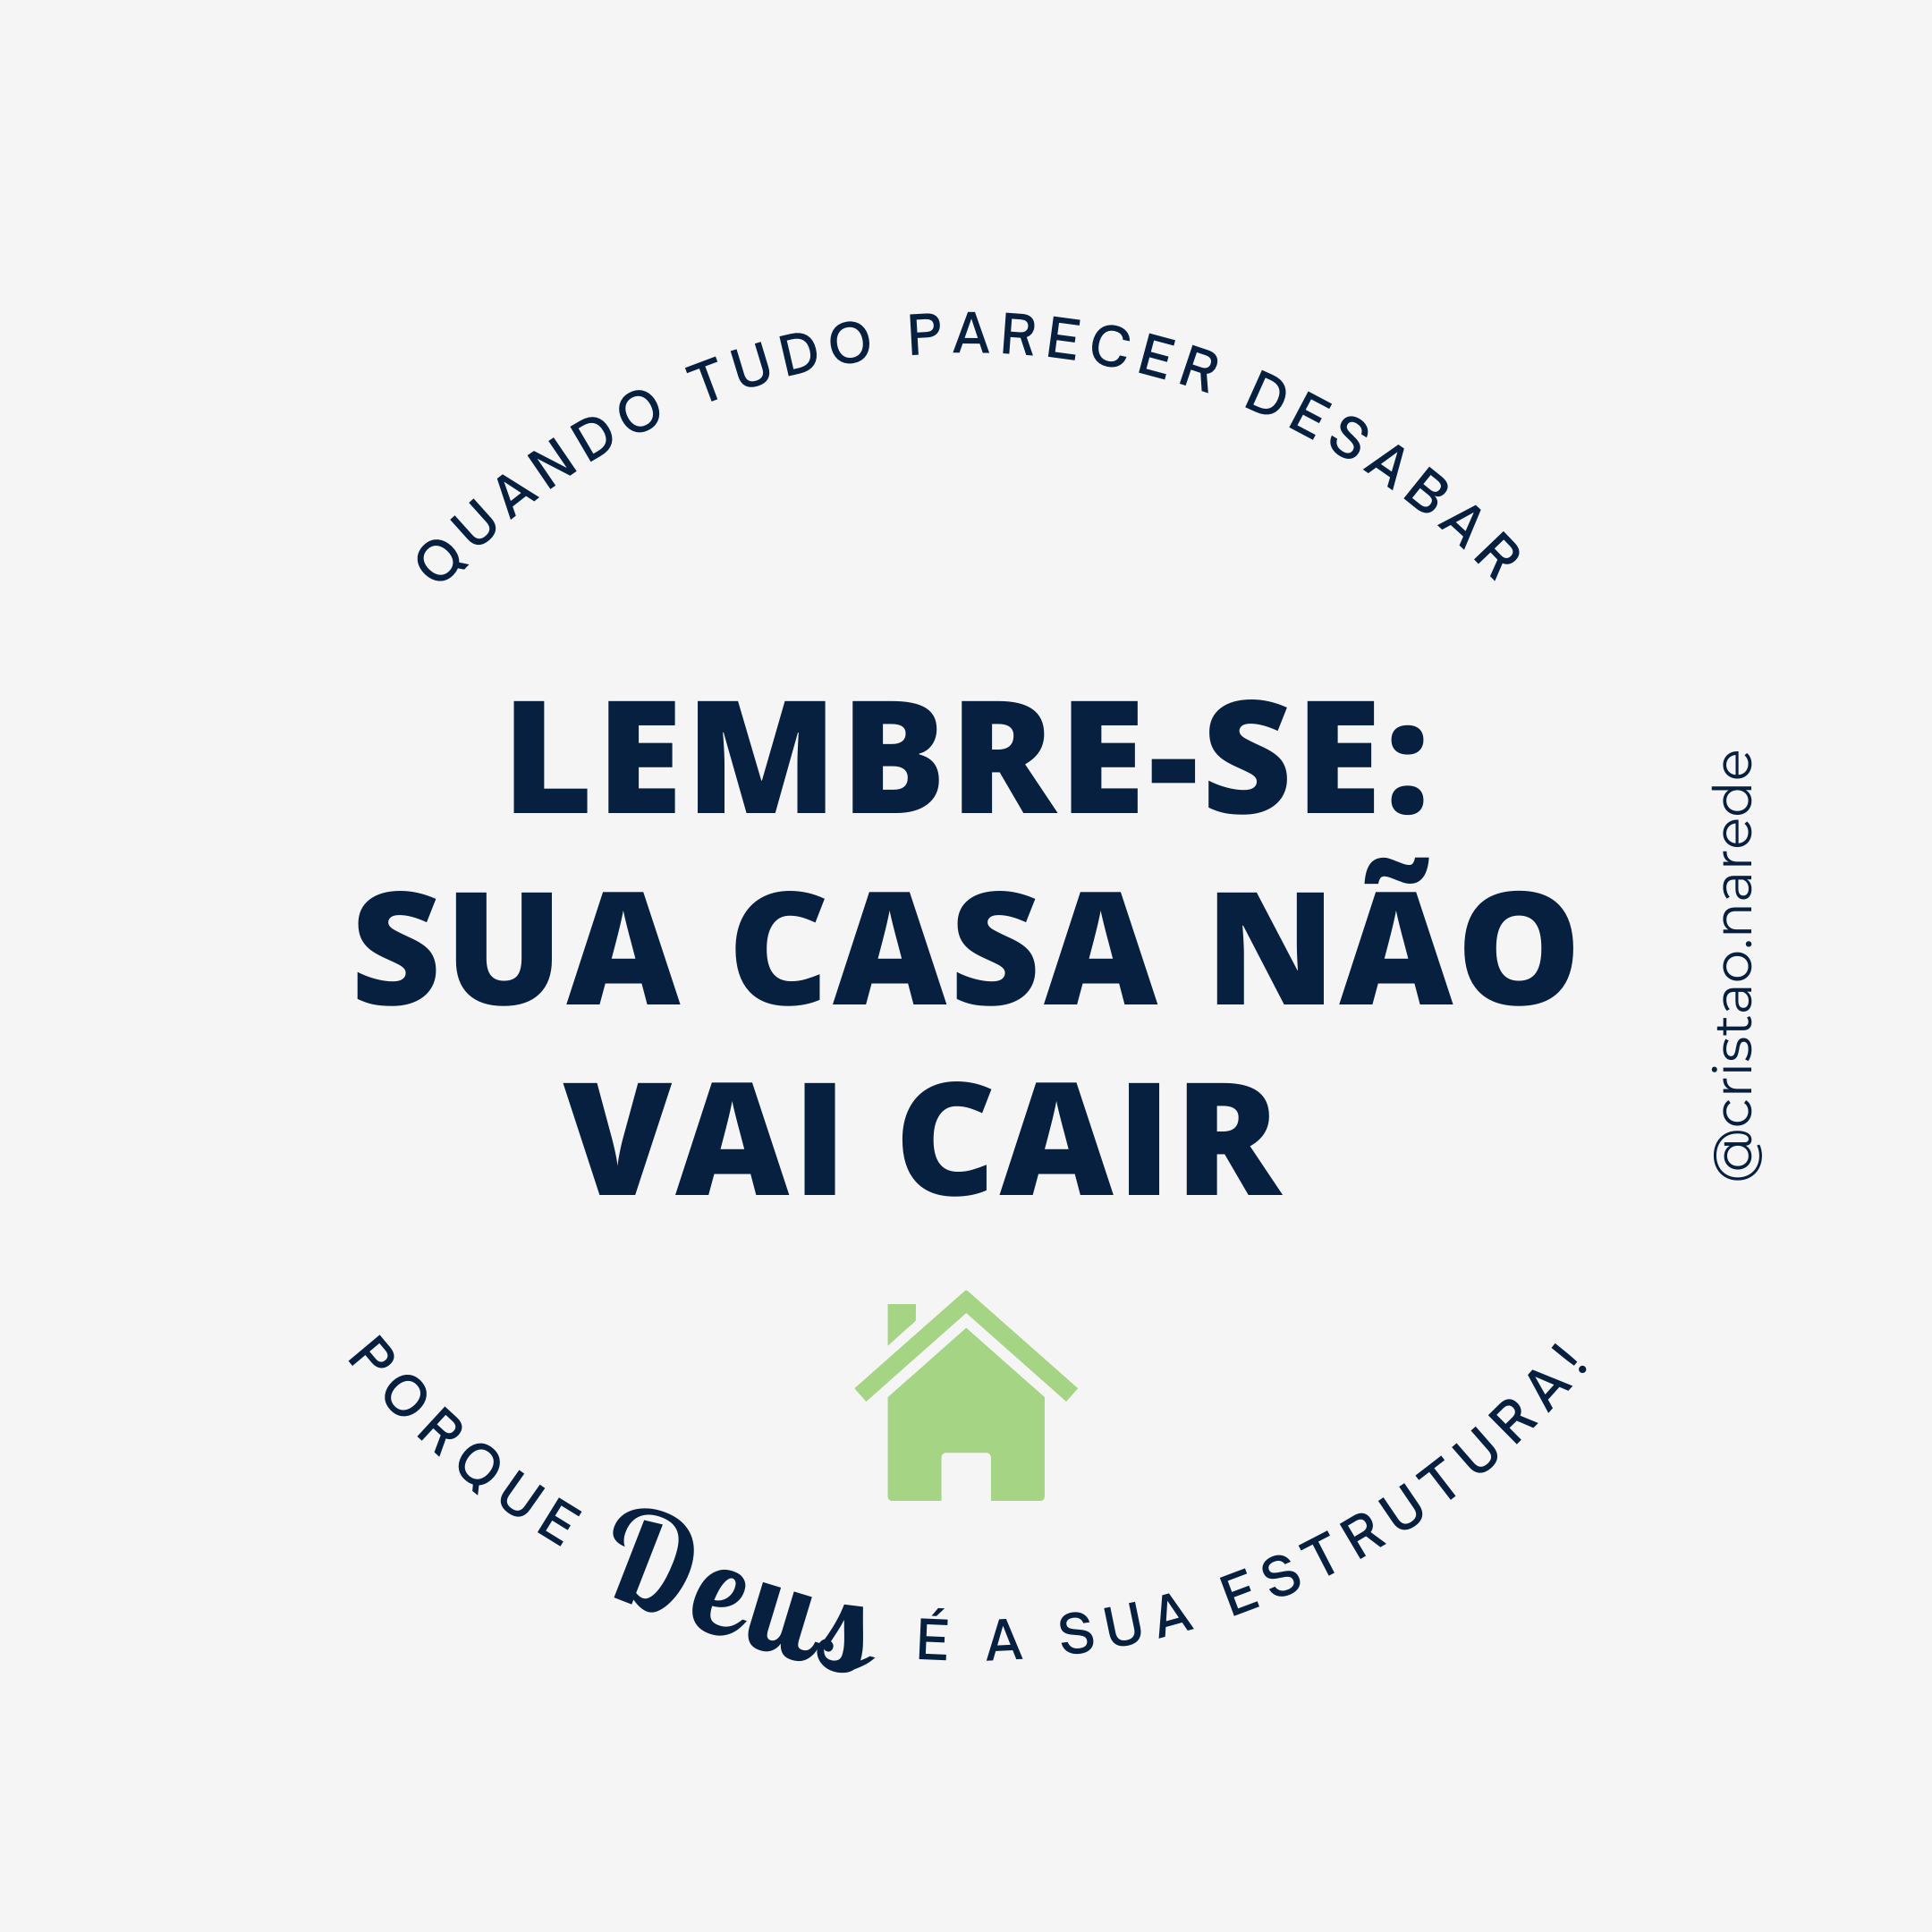 QUANDO TUDO PARECER DESABAR
LEMBRE-SE:
SUA CASA NÃO
VAI CAIR
PORQUE Deus É A SUA ESTRUTURA!
@cristao.narede